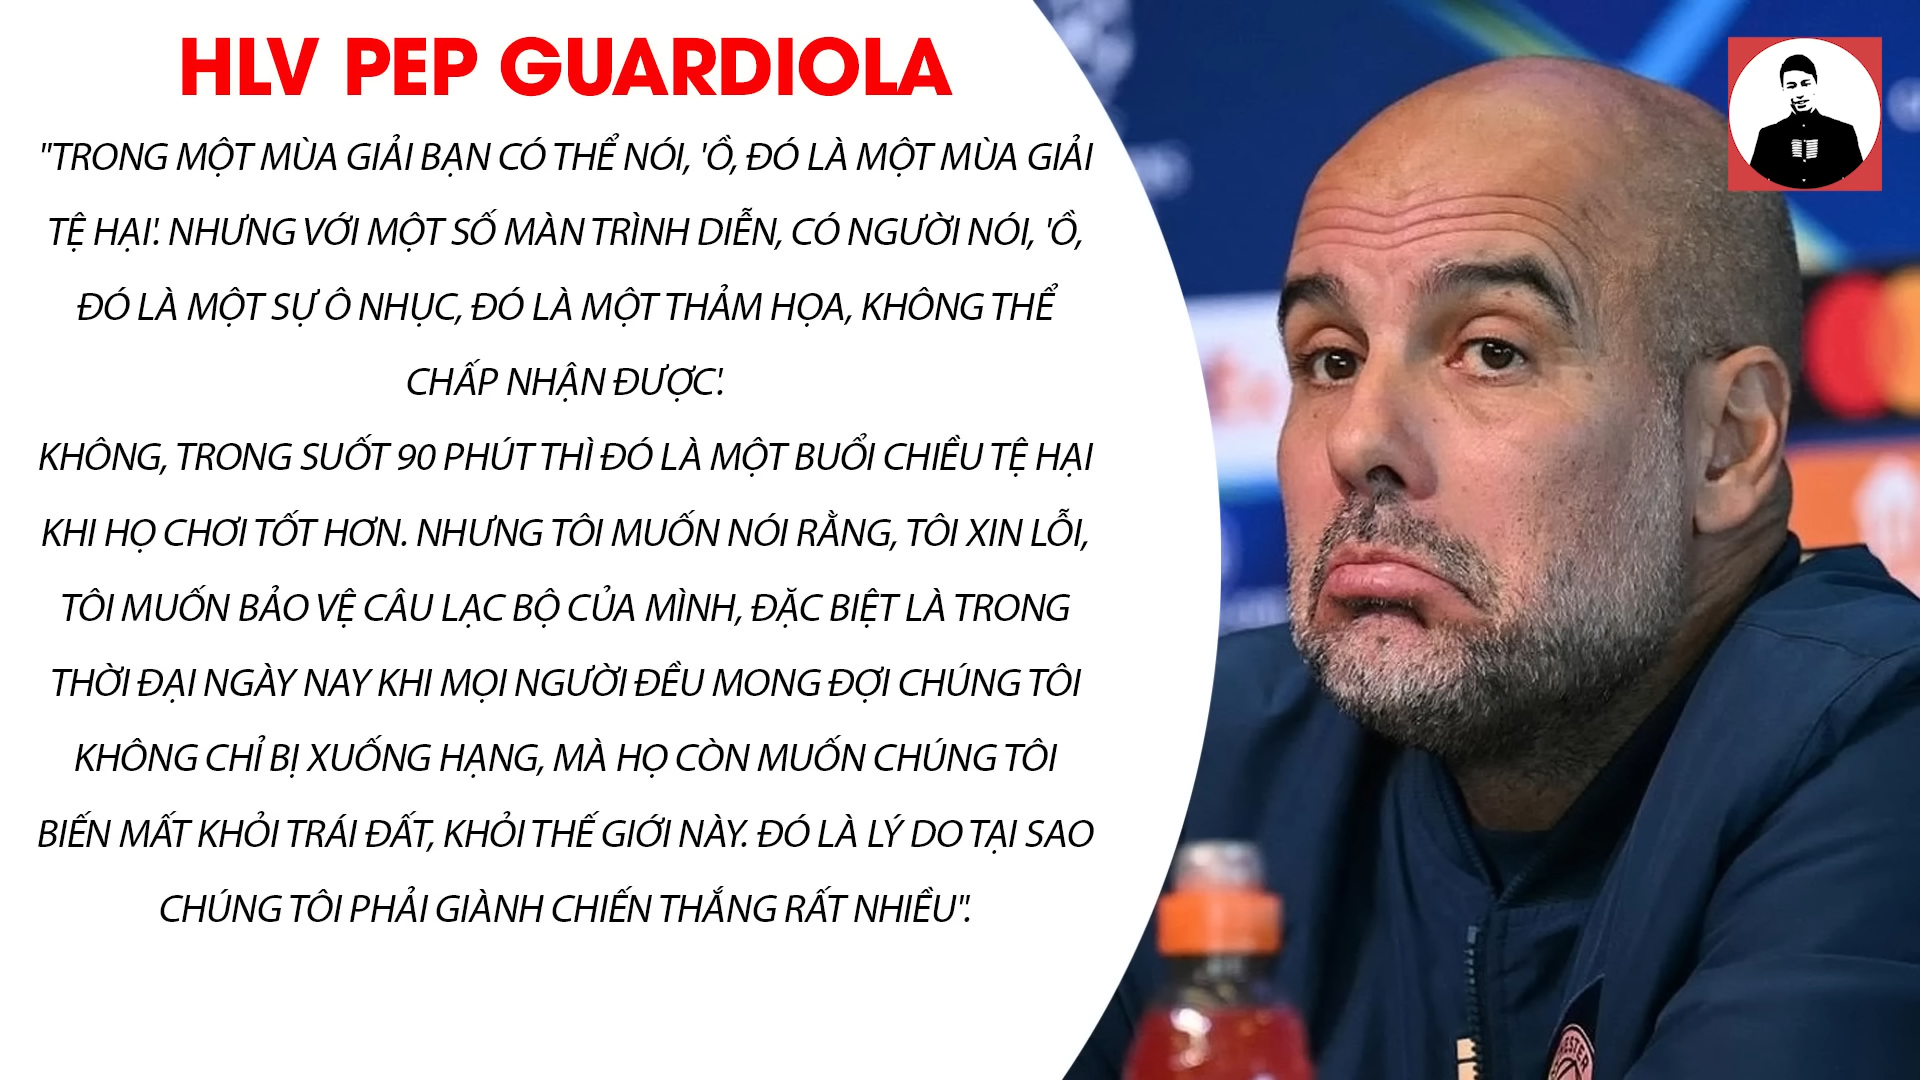 HLV PEP GUARDIOLA
"TRONG MỘT MÙA GIẢI BẠN CÓ THỂ NÓI, 'Ồ, ĐÓ LÀ MỘT MÙA GIẢI
TỆ HẠI'. NHƯNG VỚI MỘT SỐ MÀN TRÌNH DIỄN, CÓ NGƯỜI NÓI, 'Ồ,
ĐÓ LÀ MỘT SỰ Ô NHỤC, ĐÓ LÀ MỘT THẢM HỌA, KHÔNG THỂ
CHẤP NHẬN ĐƯỢC'.
KHÔNG, TRONG SUỐT 90 PHÚT THÌ ĐÓ LÀ MỘT BUỔI CHIỀU TỆ HẠI
KHI HỌ CHƠI TỐT HƠN. NHƯNG TÔI MUỐN NÓI RẰNG, TÔI XIN LỖI,
TÔI MUỐN BẢO VỆ CÂU LẠC BỘ CỦA MÌNH, ĐẶC BIỆT LÀ TRONG
THỜI ĐẠI NGÀY NAY KHI MỌI NGƯỜI ĐỀU MONG ĐỢI CHÚNG TÔI
KHÔNG CHỈ BỊ XUỐNG HẠNG, MÀ HỌ CÒN MUỐN CHÚNG TÔI
BIẾN MẤT KHỎI TRÁI ĐẤT, KHỎI THẾ GIỚI NÀY. ĐÓ LÀ LÝ DO TẠI SAO
CHÚNG TÔI PHẢI GIÀNH CHIẾN THẮNG RẤT NHIỀU".